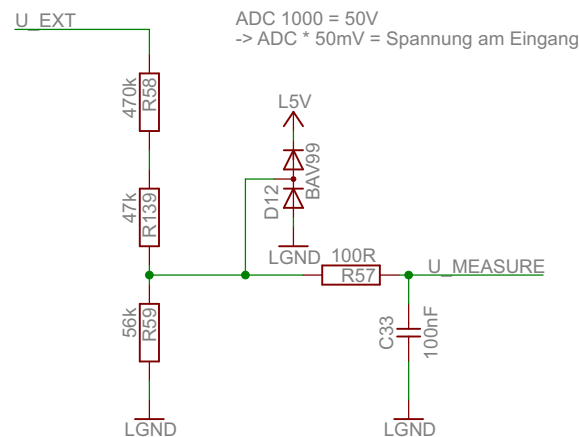 U_EXT
ADC 1000 = 50V
-> ADC * 50mV = Spannung am Eingang
470k
R58
L5V
47k
R139
D12
BAV99
LGND
100R
R57
U_MEASURE
56k
R59
C33
100nF
LGND
LGND